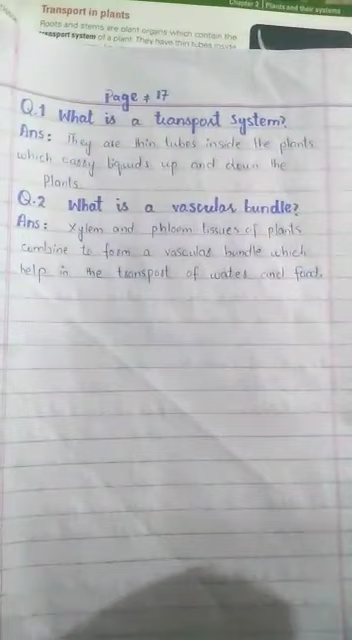 Chapter 2 | Plants and their systems
Transport in plants
Roots and stems are plant organs which contain the
transport system of a plant. They have thin tubes inside
Page # 17
Q.1 What is a transport system?
Ans: They are thin tubes inside the plants
which carry liquids up and down the
Plants.
Q.2 What is a vascular bundle?
Ans: Xylem and phloem tissues of plants
combine to form a vascular bundle which
help in the transport of water and food.